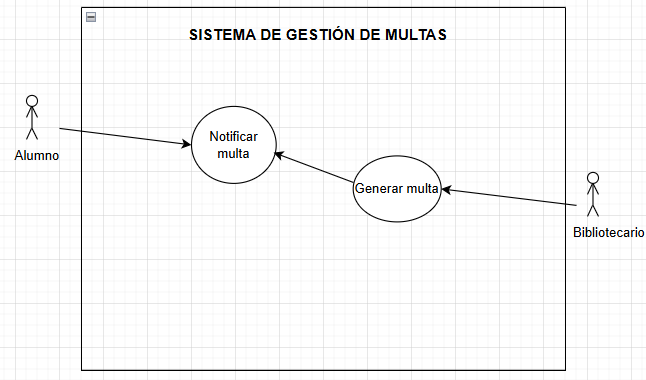 SISTEMA DE GESTIÓN DE MULTAS
Notificar
multa
Alumno
Generar multa
Bibliotecario